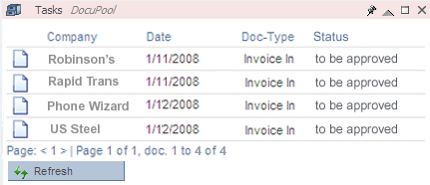 Tasks DocuPool
Company Date Doc-Type Status
Robinson's 1/11/2008 Invoice In to be approved
Rapid Trans 1/11/2008 Invoice In to be approved
Phone Wizard 1/12/2008 Invoice In to be approved
US Steel 1/12/2008 Invoice In to be approved
Page: < 1 > | Page 1 of 1, doc. 1 to 4 of 4
Refresh